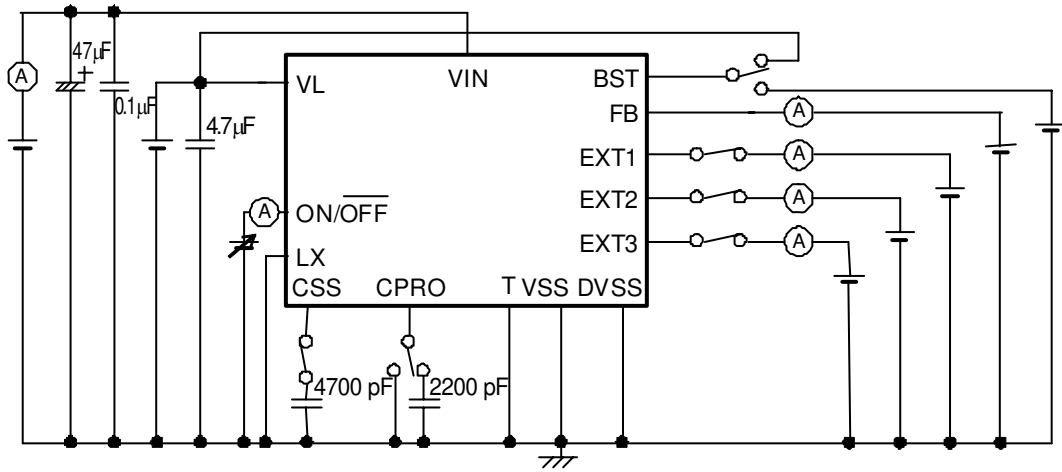 47μF
+
A
0.1μF
VL
VIN
BST
FB
A
4.7μF
EXT1
A
EXT2
A
A
ON/OFF
EXT3
A
LX
CSS
CPRO
T
VSS
DVSS
4700 pF
2200 pF